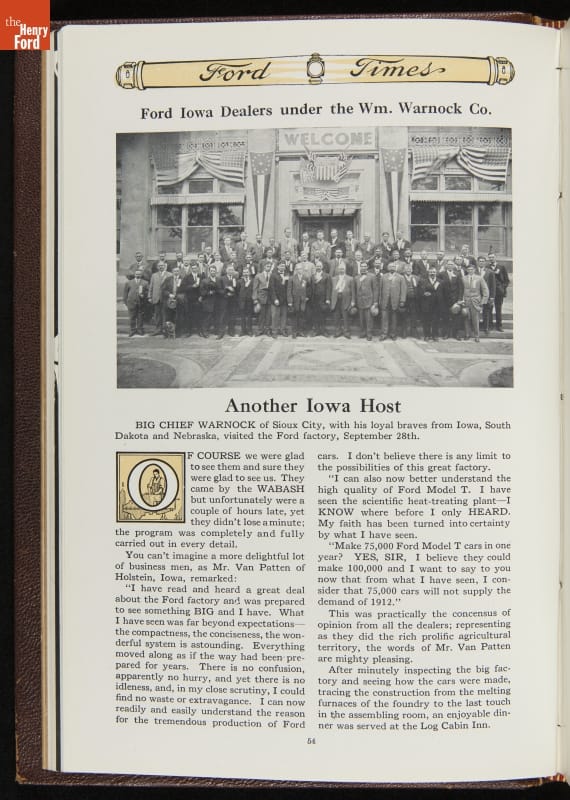 the
Henry
Ford
Ford Times
Ford Iowa Dealers under the Wm. Warnock Co.
WELCOME
Another Iowa Host
BIG CHIEF WARNOCK of Sioux City, with his loyal braves from Iowa, South
Dakota and Nebraska, visited the Ford factory, September 28th.
OF COURSE we were glad
to see them and sure they
were glad to see us. They
came by the WABASH
but unfortunately were a
couple of hours late, yet
they didn't lose a minute;
the program was completely and fully
carried out in every detail.
You can't imagine a more delightful lot
of business men, as Mr. Van Patten of
Holstein, Iowa, remarked:
"I have read and heard a great deal
about the Ford factory and was prepared
to see something BIG and I have. What
I have seen was far beyond expectations—
the compactness, the conciseness, the won-
derful system is astounding. Everything
moved along as if the way had been pre-
pared for years. There is no confusion,
apparently no hurry, and yet there is no
idleness, and, in my close scrutiny, I could
find no waste or extravagance. I can now
readily and easily understand the reason
for the tremendous production of Ford
cars. I don't believe there is any limit to
the possibilities of this great factory.
"I can also now better understand the
high quality of Ford Model T. I have
seen the scientific heat-treating plant—I
KNOW where before I only HEARD.
My faith has been turned into certainty
by what I have seen.
"Make 75,000 Ford Model T cars in one
year? YES, SIR, I believe they could
make 100,000 and I want to say to you
now that from what I have seen, I con-
sider that 75,000 cars will not supply the
demand of 1912."
This was practically the consensus of
opinion from all the dealers; representing
as they did the rich prolific agricultural
territory, the words of Mr. Van Patten
are mighty pleasing.
After minutely inspecting the big fac-
tory and seeing how the cars were made,
tracing the construction from the melting
furnaces of the foundry to the last touch
in the assembling room, an enjoyable din-
ner was served at the Log Cabin Inn.
54